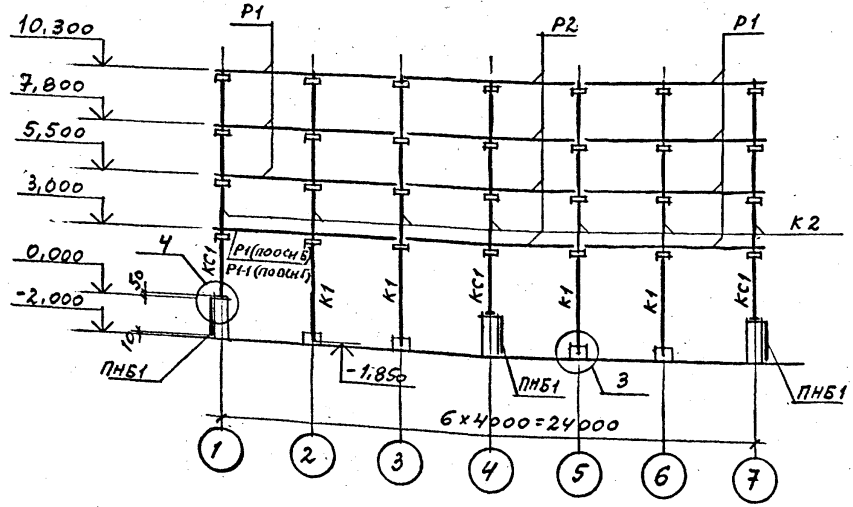 Р1
Р2
Р1
10,300
7,800
5,500
3,000
К2
4
0,000
КС1
Р1(ПО ОСИ Б)
Р1-1(ПО ОСИ Г)
50
-2,000
10
К1
К1
КС1
К1
К1
КС1
ПНБ1
-1,850
ПНБ1
3
ПНБ1
6×4000=24000
1
2
3
4
5
6
7